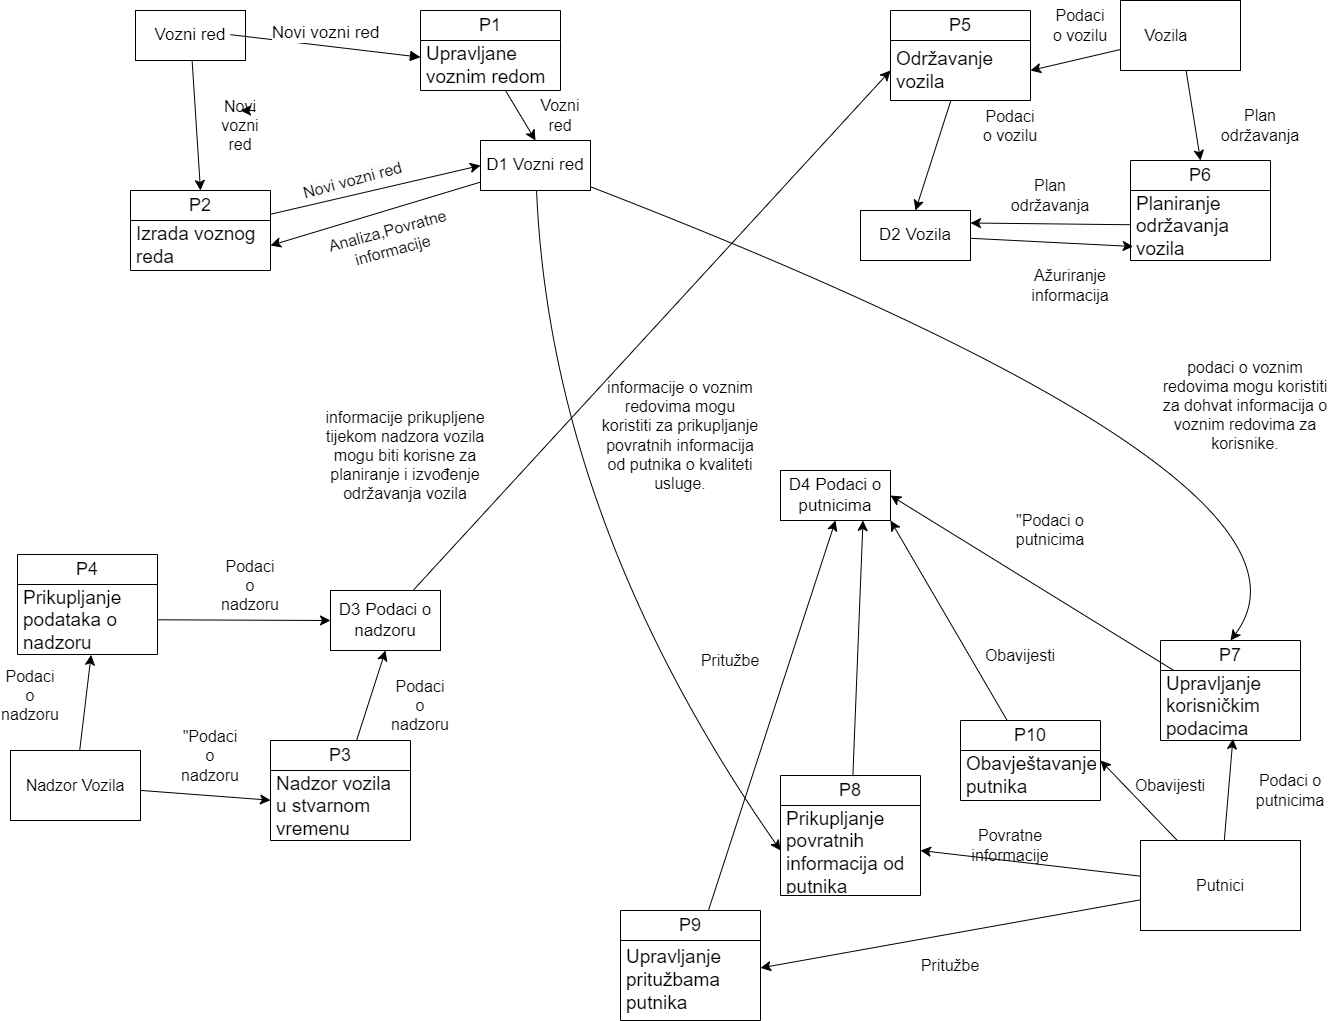 Vozni red
Novi vozni red
P1
Upravljane
voznim redom
Novi
vozni
red
Vozni
red
D1 Vozni red
P2
Izrada voznog
reda
Novi vozni red
Analiza,Povratne
informacije
P5
Održavanje
vozila
Podaci
o vozilu
Vozila
Podaci
o vozilu
Plan
održavanja
P6
Planiranje
održavanja
vozila
Plan
održavanja
D2 Vozila
Ažuriranje
informacija
informacije prikupljene
tijekom nadzora vozila
mogu biti korisne za
planiranje i izvođenje
održavanja vozila
informacije o voznim
redovima mogu
koristiti za prikupljanje
povratnih informacija
od putnika o kvaliteti
usluge.
podaci o voznim
redovima mogu koristiti
za dohvat informacija o
voznim redovima za
korisnike.
D4 Podaci o
putnicima
"Podaci o
putnicima
P4
Prikupljanje
podataka o
nadzoru
Podaci
o
nadzoru
D3 Podaci o
nadzoru
Podaci
o
nadzoru
"Podaci
o
nadzoru
Podaci
o
nadzoru
Nadzor Vozila
P3
Nadzor vozila
u stvarnom
vremenu
Pritužbe
Obavijesti
P7
Upravljanje
korisničkim
podacima
P10
Obavještavanje
putnika
Obavijesti
Podaci o
putnicima
P8
Prikupljanje
povratnih
informacija od
putnika
Povratne
informacije
Putnici
P9
Upravljanje
pritužbama
putnika
Pritužbe